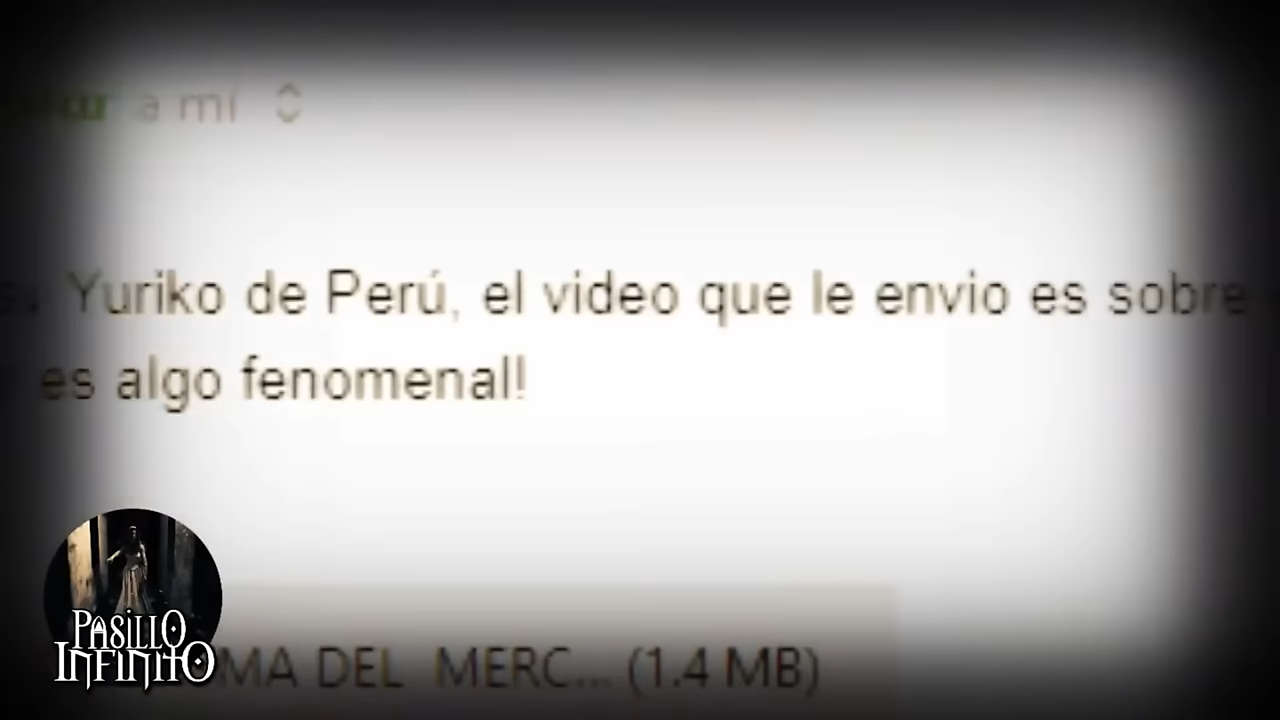 a mí
Yuriko de Perú, el video que le envio es sobre
es algo fenomenal!
MA DEL MERC... (1.4 MB)
PASILLO
INFINITO